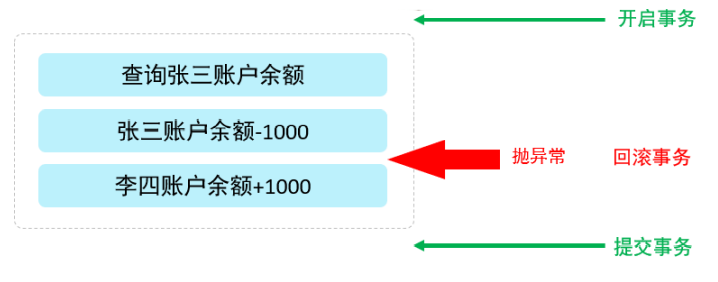 开启事务
查询张三账户余额
张三账户余额-1000
抛异常 回滚事务
李四账户余额+1000
提交事务